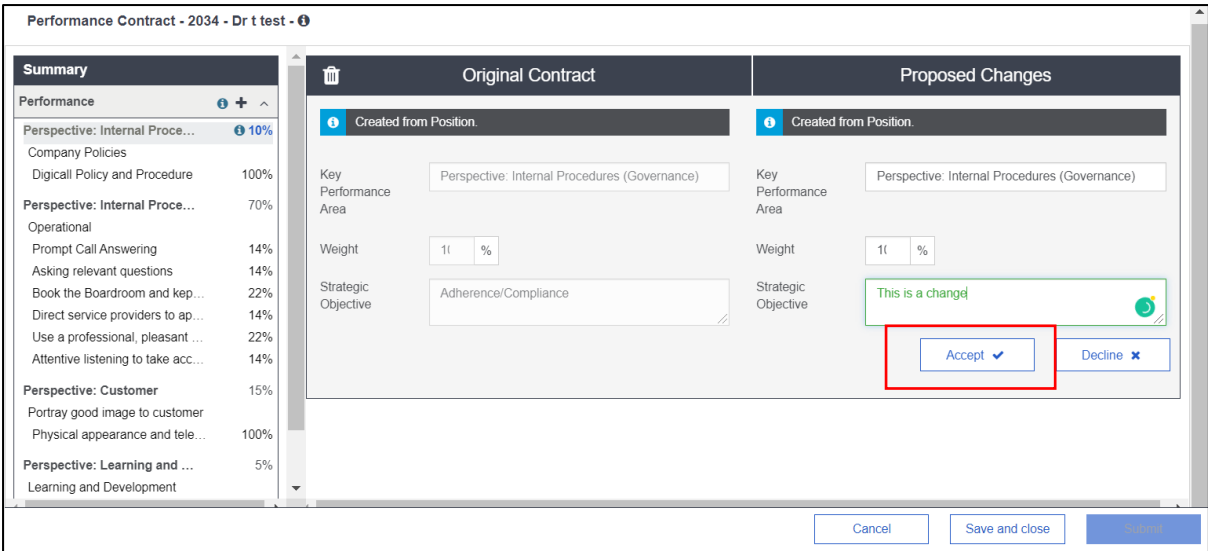 Performance Contract - 2034 - Dr t test -
Summary
Performance
Perspective: Internal Proce... 10%
Company Policies
Digicall Policy and Procedure 100%
Perspective: Internal Proce... 70%
Operational
Prompt Call Answering 14%
Asking relevant questions 14%
Book the Boardroom and kep... 22%
Direct service providers to ap... 14%
Use a professional, pleasant ... 22%
Attentive listening to take acc... 14%
Perspective: Customer 15%
Portray good image to customer
Physical appearance and tele... 100%
Perspective: Learning and ... 5%
Learning and Development
Original Contract
Created from Position.
Key
Performance
Area
Perspective: Internal Procedures (Governance)
Weight
%
Strategic
Objective
Adherence/Compliance
Proposed Changes
Created from Position.
Key
Performance
Area
Perspective: Internal Procedures (Governance)
Weight
%
Strategic
Objective
This is a change
Accept
Decline
Cancel
Save and close
Submit